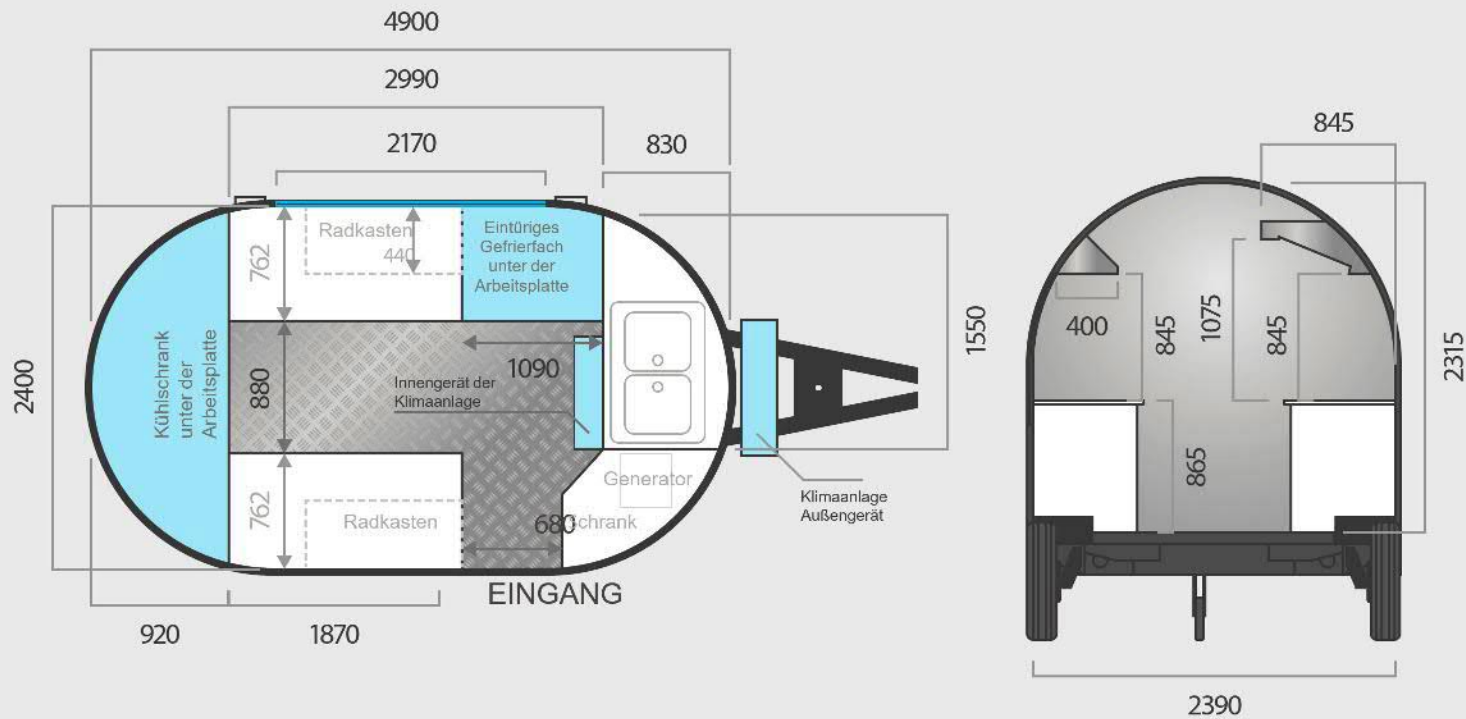 4900
2990
2170
830
845
Radkasten
440
762
Eintüriges
Gefrierfach
unter der
Arbeitsplatte
2400
Kühlschrank
unter der
Arbeitsplatte
880
1090
Innengerät der
Klimaanlage
1550
400
845
1075
845
2315
762
Radkasten
680
Schrank
Generator
Klimaanlage
Außengerät
865
EINGANG
920
1870
2390